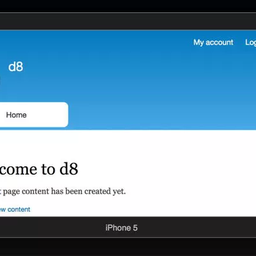 My account Log
d8
Home
come to d8
page content has been created yet.
w content
iPhone 5